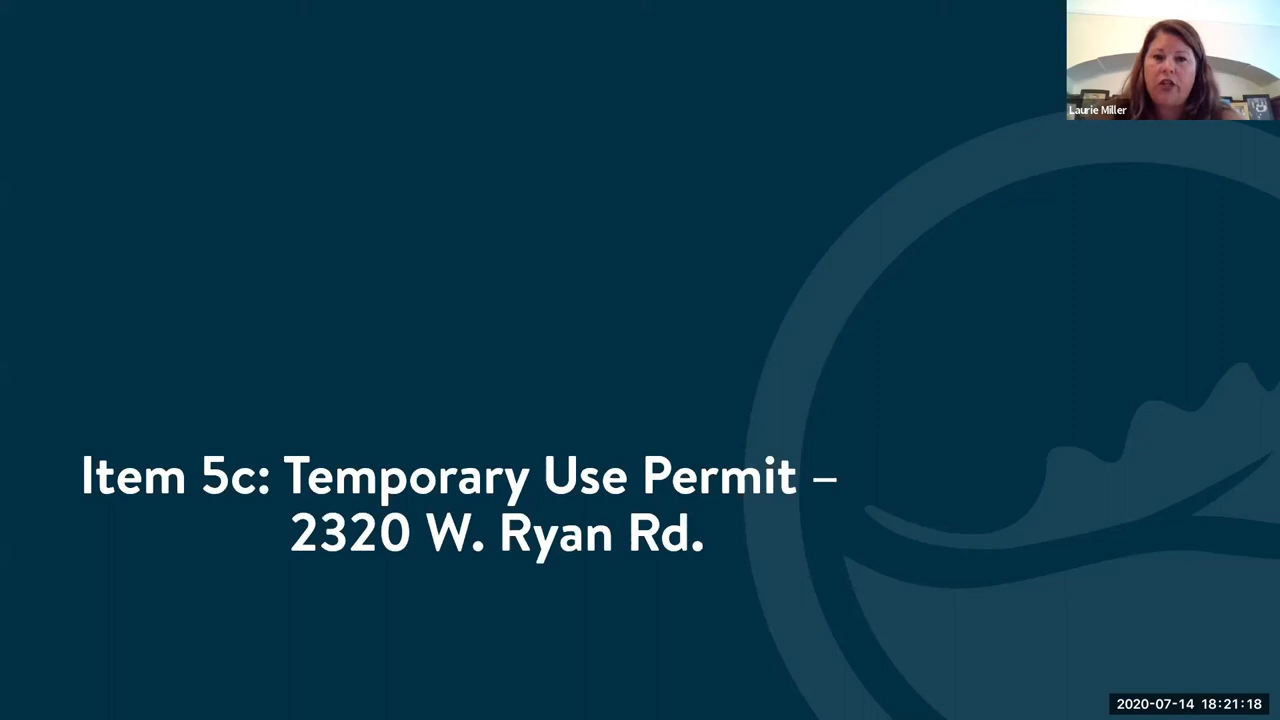 Laurie Miller
Item 5c: Temporary Use Permit –
2320 W. Ryan Rd.
2020-07-14 18:21:18